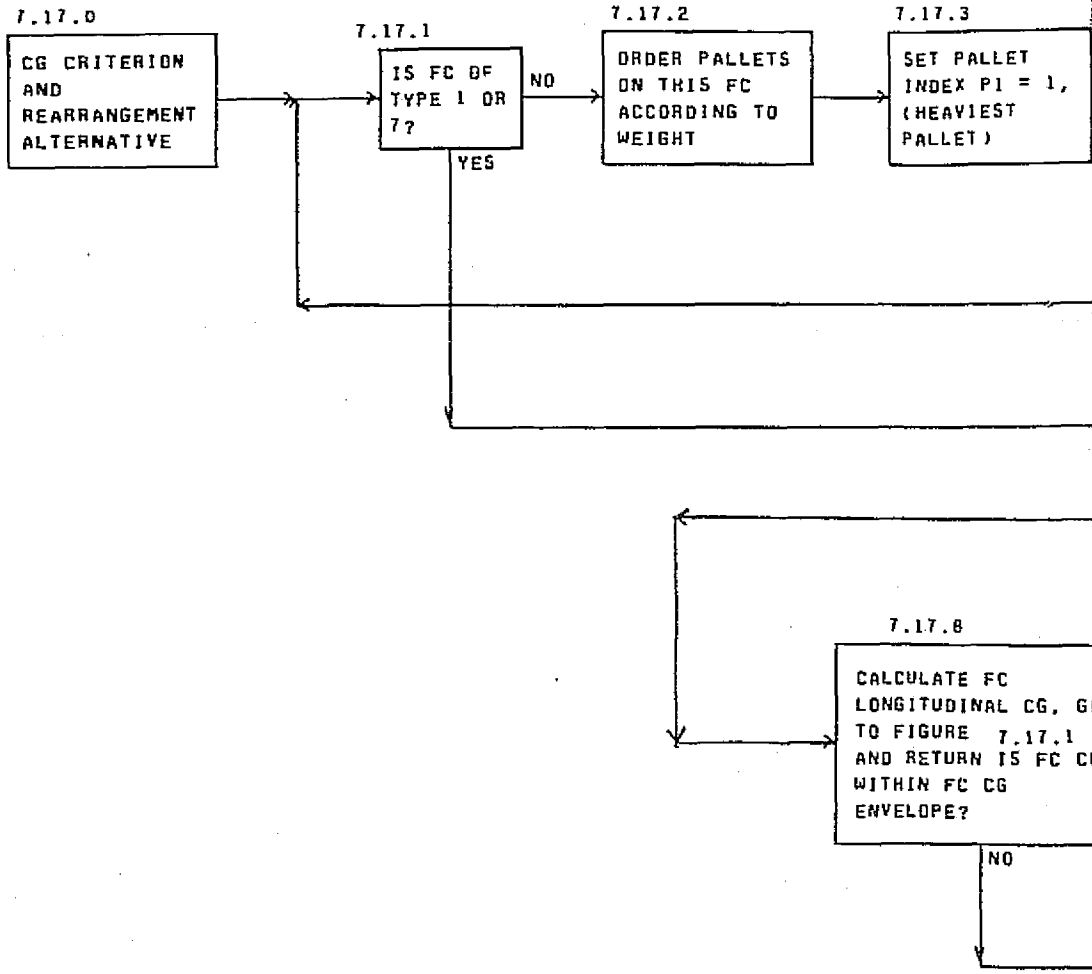 7.17.0
CG CRITERION
AND
REARRANGEMENT
ALTERNATIVE
7.17.1
IS FC OF
TYPE 1 OR
7?
NO
YES
7.17.2
ORDER PALLETS
ON THIS FC
ACCORDING TO
WEIGHT
7.17.3
SET PALLET
INDEX P1 = 1,
(HEAVIEST
PALLET)
7.17.8
CALCULATE FC
LONGITUDINAL CG,
TO FIGURE 7.17.1
AND RETURN IS FC
WITHIN FC CG
ENVELOPE?
NO